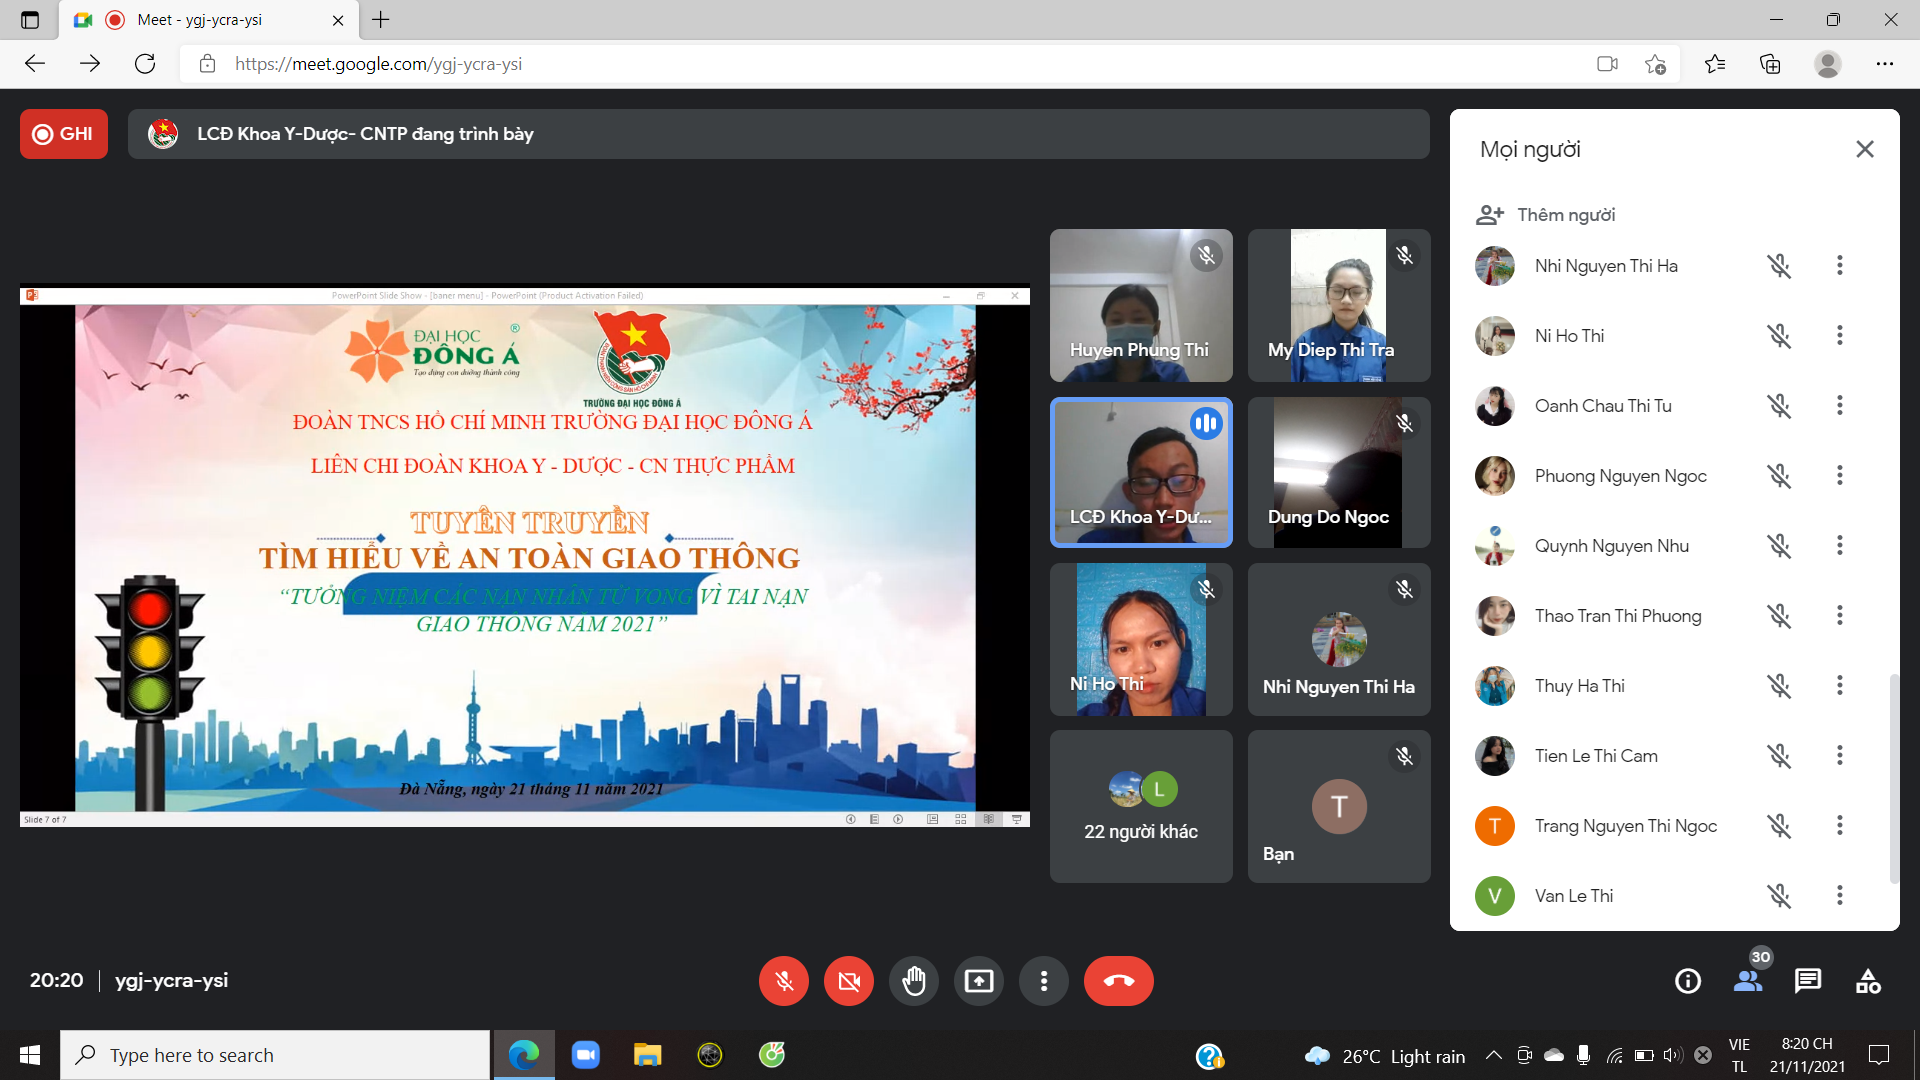 Meet - ygj-ycra-ysi
https://meet.google.com/ygj-ycra-ysi
GHI
LCĐ Khoa Y-Dược- CNTP đang trình bày
PowerPoint Slide Show - [baner menu] - PowerPoint (Product Activation Failed)
ĐẠI HỌC
ĐÔNG Á
®
Tạo dựng con đường thành công
TRƯỜNG ĐẠI HỌC ĐÔNG Á
ĐOÀN TNCS HỒ CHÍ MINH TRƯỜNG ĐẠI HỌC ĐÔNG Á
LIÊN CHI ĐOÀN KHOA Y - DƯỢC - CN THỰC PHẨM
TUYÊN TRUYỀN
TÌM HIỂU VỀ AN TOÀN GIAO THÔNG
“TƯỞNG NIỆM CÁC NẠN NHÂN TỬ VONG VÌ TAI NẠN
GIAO THÔNG NĂM 2021”
Đà Nẵng, ngày 21 tháng 11 năm 2021
Slide 7 of 7
Huyen Phung Thi
My Diep Thi Tra
LCĐ Khoa Y-Dư...
Dung Do Ngoc
Ni Ho Thi
Nhi Nguyen Thi Ha
L
22 người khác
T
Bạn
Mọi người
Thêm người
Nhi Nguyen Thi Ha
Ni Ho Thi
Oanh Chau Thi Tu
Phuong Nguyen Ngoc
Quynh Nguyen Nhu
Thao Tran Thi Phuong
Thuy Ha Thi
Tien Le Thi Cam
T
Trang Nguyen Thi Ngoc
V
Van Le Thi
20:20
ygj-ycra-ysi
30
Type here to search
26°C Light rain
VIE
TL
8:20 CH
21/11/2021